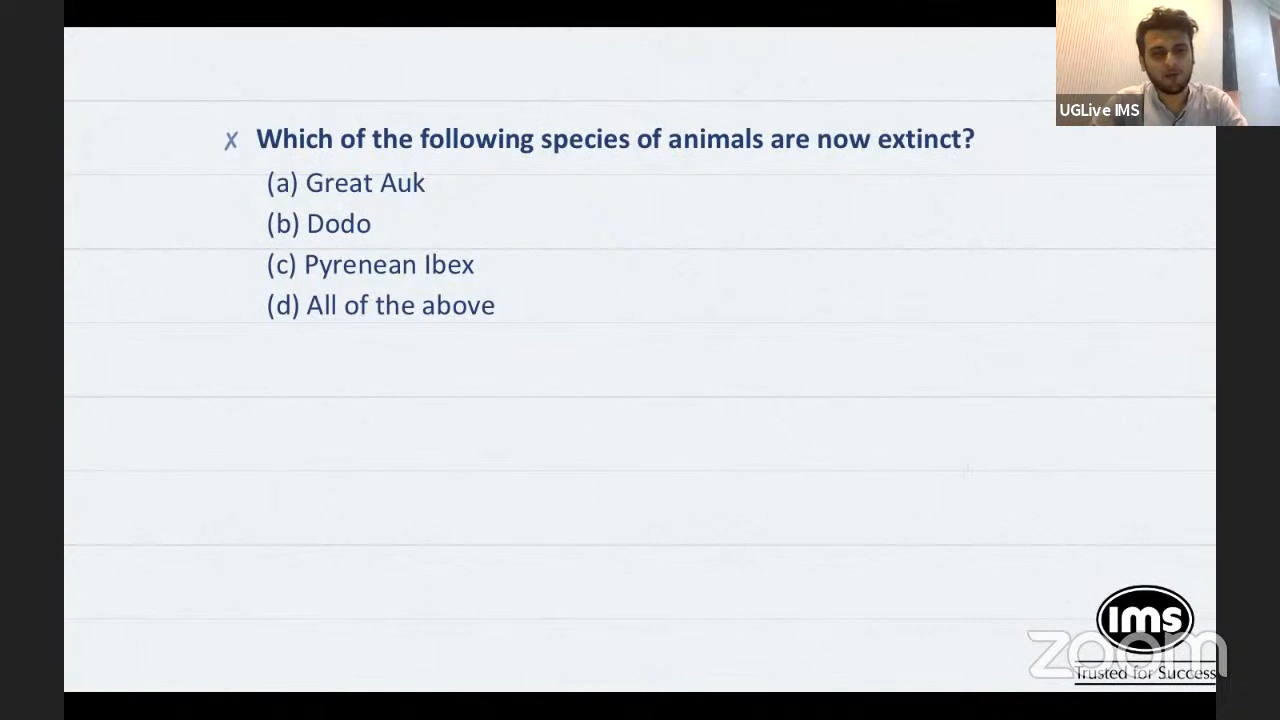 UGLive IMS
✗ Which of the following species of animals are now extinct?
(a) Great Auk
(b) Dodo
(c) Pyrenean Ibex
(d) All of the above
ims
zoom
Trusted for Success